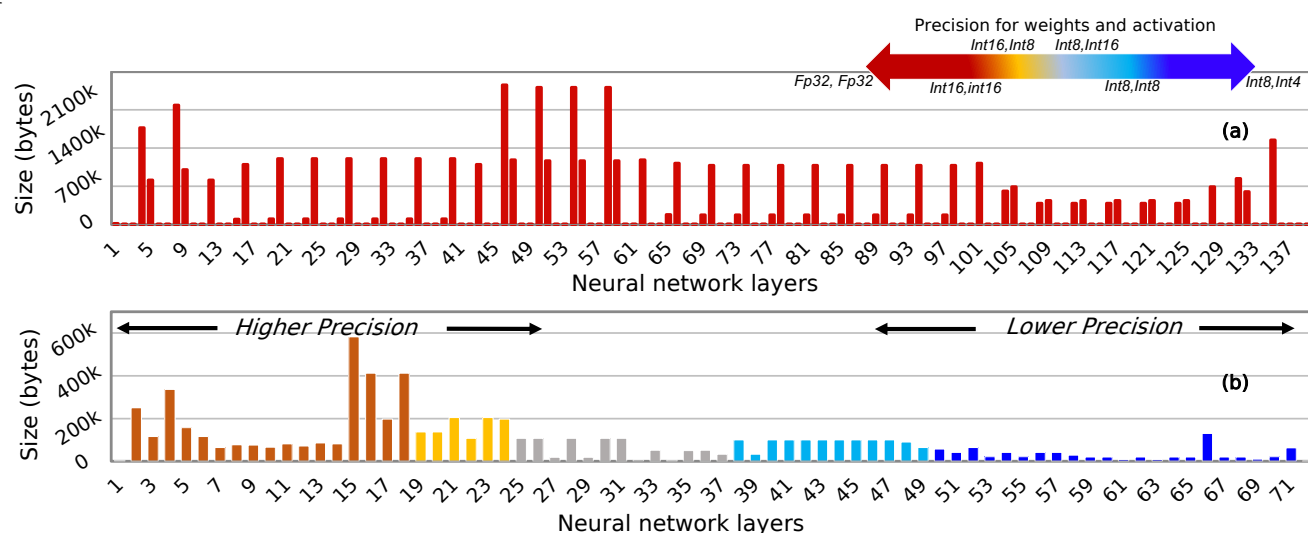 Precision for weights and activation
Int16,Int8 Int8,Int16
Fp32, Fp32 Int16,int16 Int8,Int8 Int8,Int4
(a)
Size (bytes)
2100k
1400k
700k
0
1 5 9 13 17 21 25 29 33 37 41 45 49 53 57 61 65 69 73 77 81 85 89 93 97 101 105 109 113 117 121 125 129 133 137
Neural network layers
Higher Precision Lower Precision
(b)
Size (bytes)
600k
400k
200k
0
1 3 5 7 9 11 13 15 17 19 21 23 25 27 29 31 33 35 37 39 41 43 45 47 49 51 53 55 57 59 61 63 65 67 69 71
Neural network layers